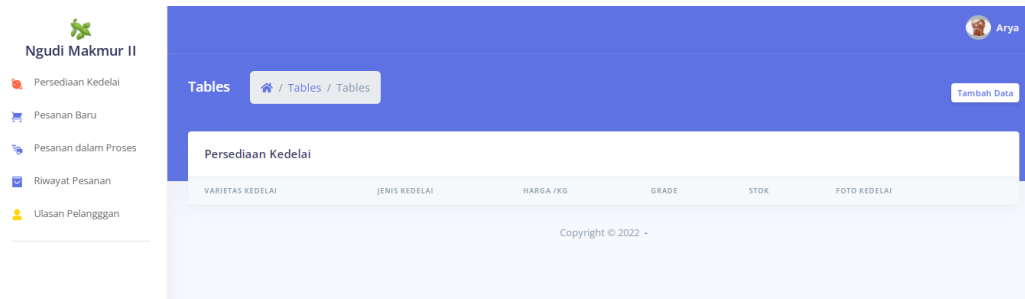 Ngudi Makmur II
Persediaan Kedelai
Pesanan Baru
Pesanan dalam Proses
Riwayat Pesanan
Ulasan Pelangggan
Arya
Tables / Tables / Tables
Tambah Data
Persediaan Kedelai
VARIETAS KEDELAI JENIS KEDELAI HARGA /KG GRADE STOK FOTO KEDELAI
Copyright © 2022 -